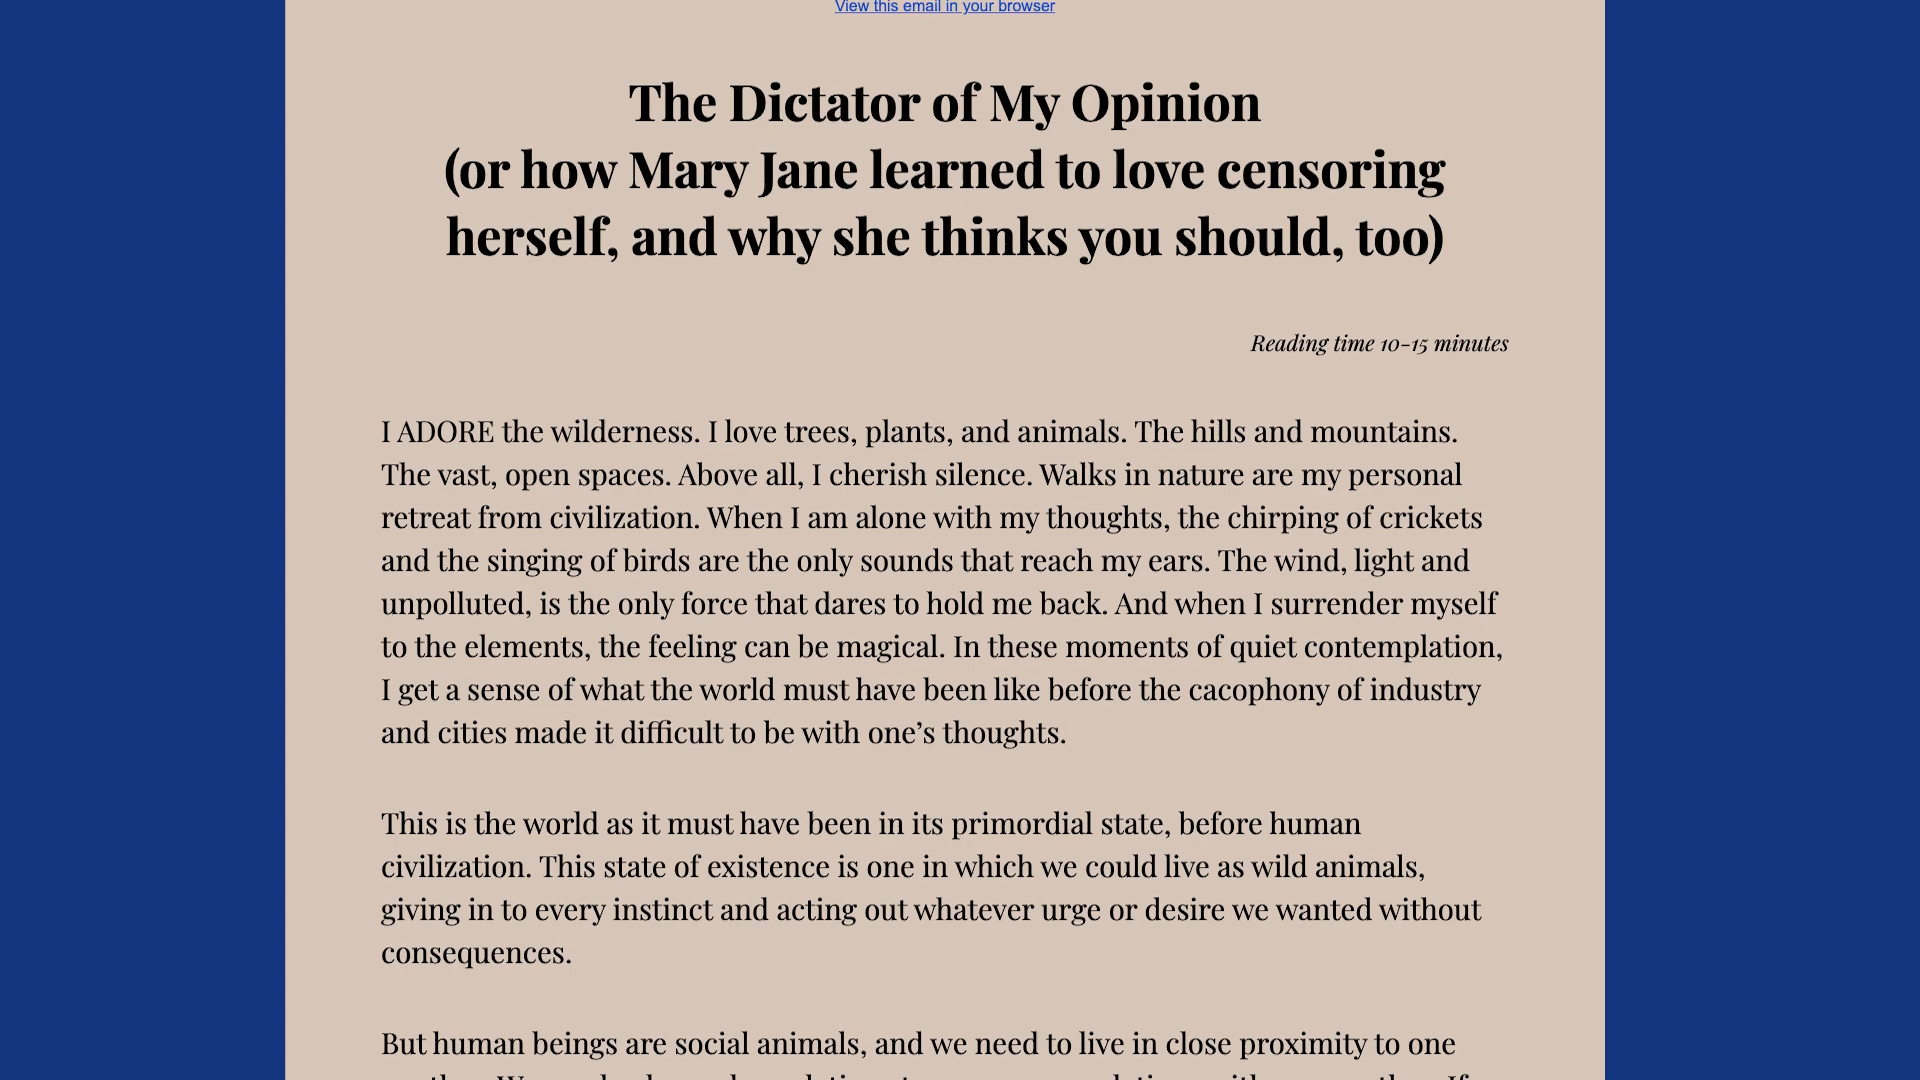 View this email in your browser
The Dictator of My Opinion
(or how Mary Jane learned to love censoring
herself, and why she thinks you should, too)
Reading time 10-15 minutes
I ADORE the wilderness. I love trees, plants, and animals. The hills and mountains.
The vast, open spaces. Above all, I cherish silence. Walks in nature are my personal
retreat from civilization. When I am alone with my thoughts, the chirping of crickets
and the singing of birds are the only sounds that reach my ears. The wind, light and
unpolluted, is the only force that dares to hold me back. And when I surrender myself
to the elements, the feeling can be magical. In these moments of quiet contemplation,
I get a sense of what the world must have been like before the cacophony of industry
and cities made it difficult to be with one’s thoughts.
This is the world as it must have been in its primordial state, before human
civilization. This state of existence is one in which we could live as wild animals,
giving in to every instinct and acting out whatever urge or desire we wanted without
consequences.
But human beings are social animals, and we need to live in close proximity to one